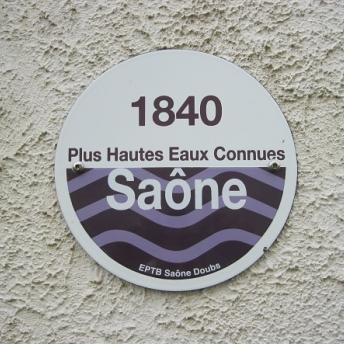 1840
Plus Hautes Eaux Connues
Saône
EPTB Saône Doubs